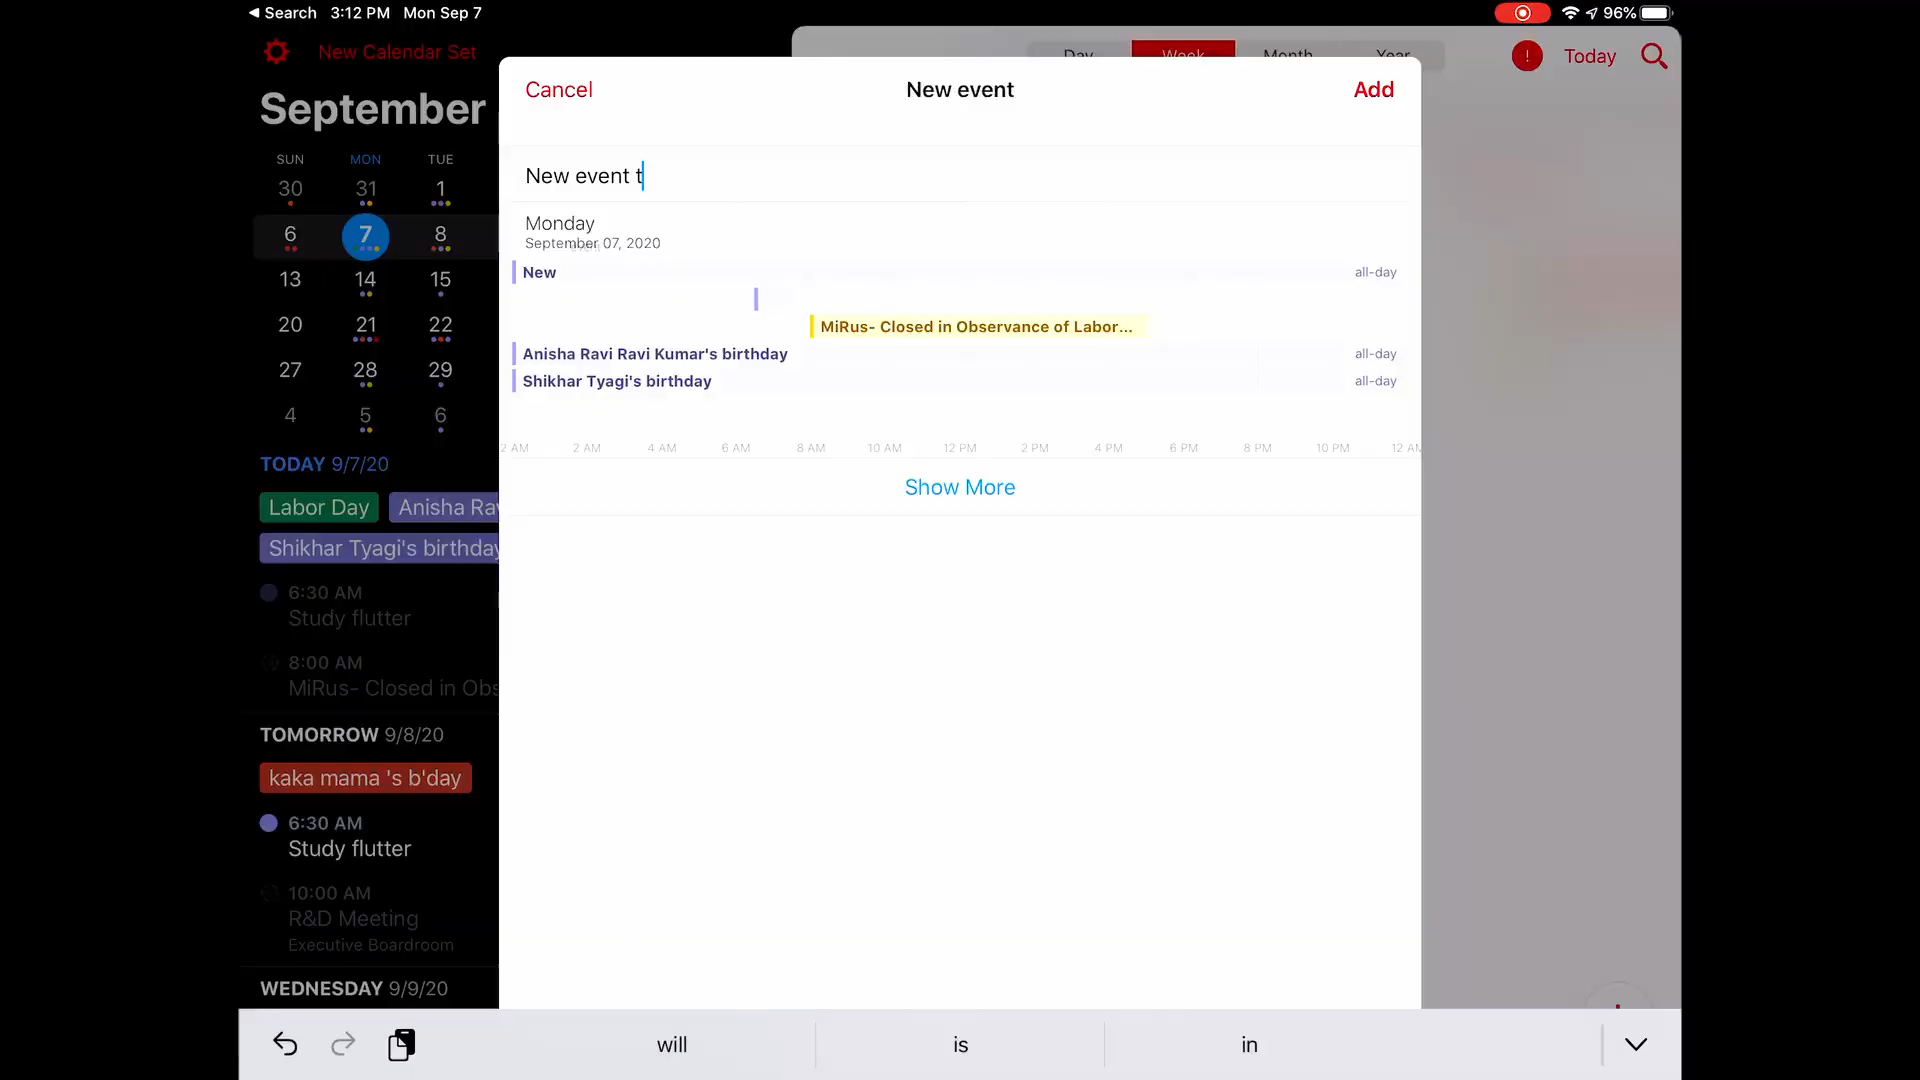 ◀ Search 3:12 PM Mon Sep 7
96%
New Calendar Set
September
SUN MON TUE
30 31 1
6 7 8
13 14 15
20 21 22
27 28 29
4 5 6
TODAY 9/7/20
Labor Day
Anisha Rav
Shikhar Tyagi's birthday
6:30 AM
Study flutter
8:00 AM
MiRus- Closed in Obs
TOMORROW 9/8/20
kaka mama 's b'day
6:30 AM
Study flutter
10:00 AM
R&D Meeting
Executive Boardroom
WEDNESDAY 9/9/20
Day Week Month Year
! Today
Cancel New event Add
New event t
Monday
September 07, 2020
event
New all-day
MiRus- Closed in Observance of Labor...
Anisha Ravi Ravi Kumar's birthday all-day
Shikhar Tyagi's birthday all-day
2 AM 2 AM 4 AM 6 AM 8 AM 10 AM 12 PM 2 PM 4 PM 6 PM 8 PM 10 PM 12 AM
Show More
will is in